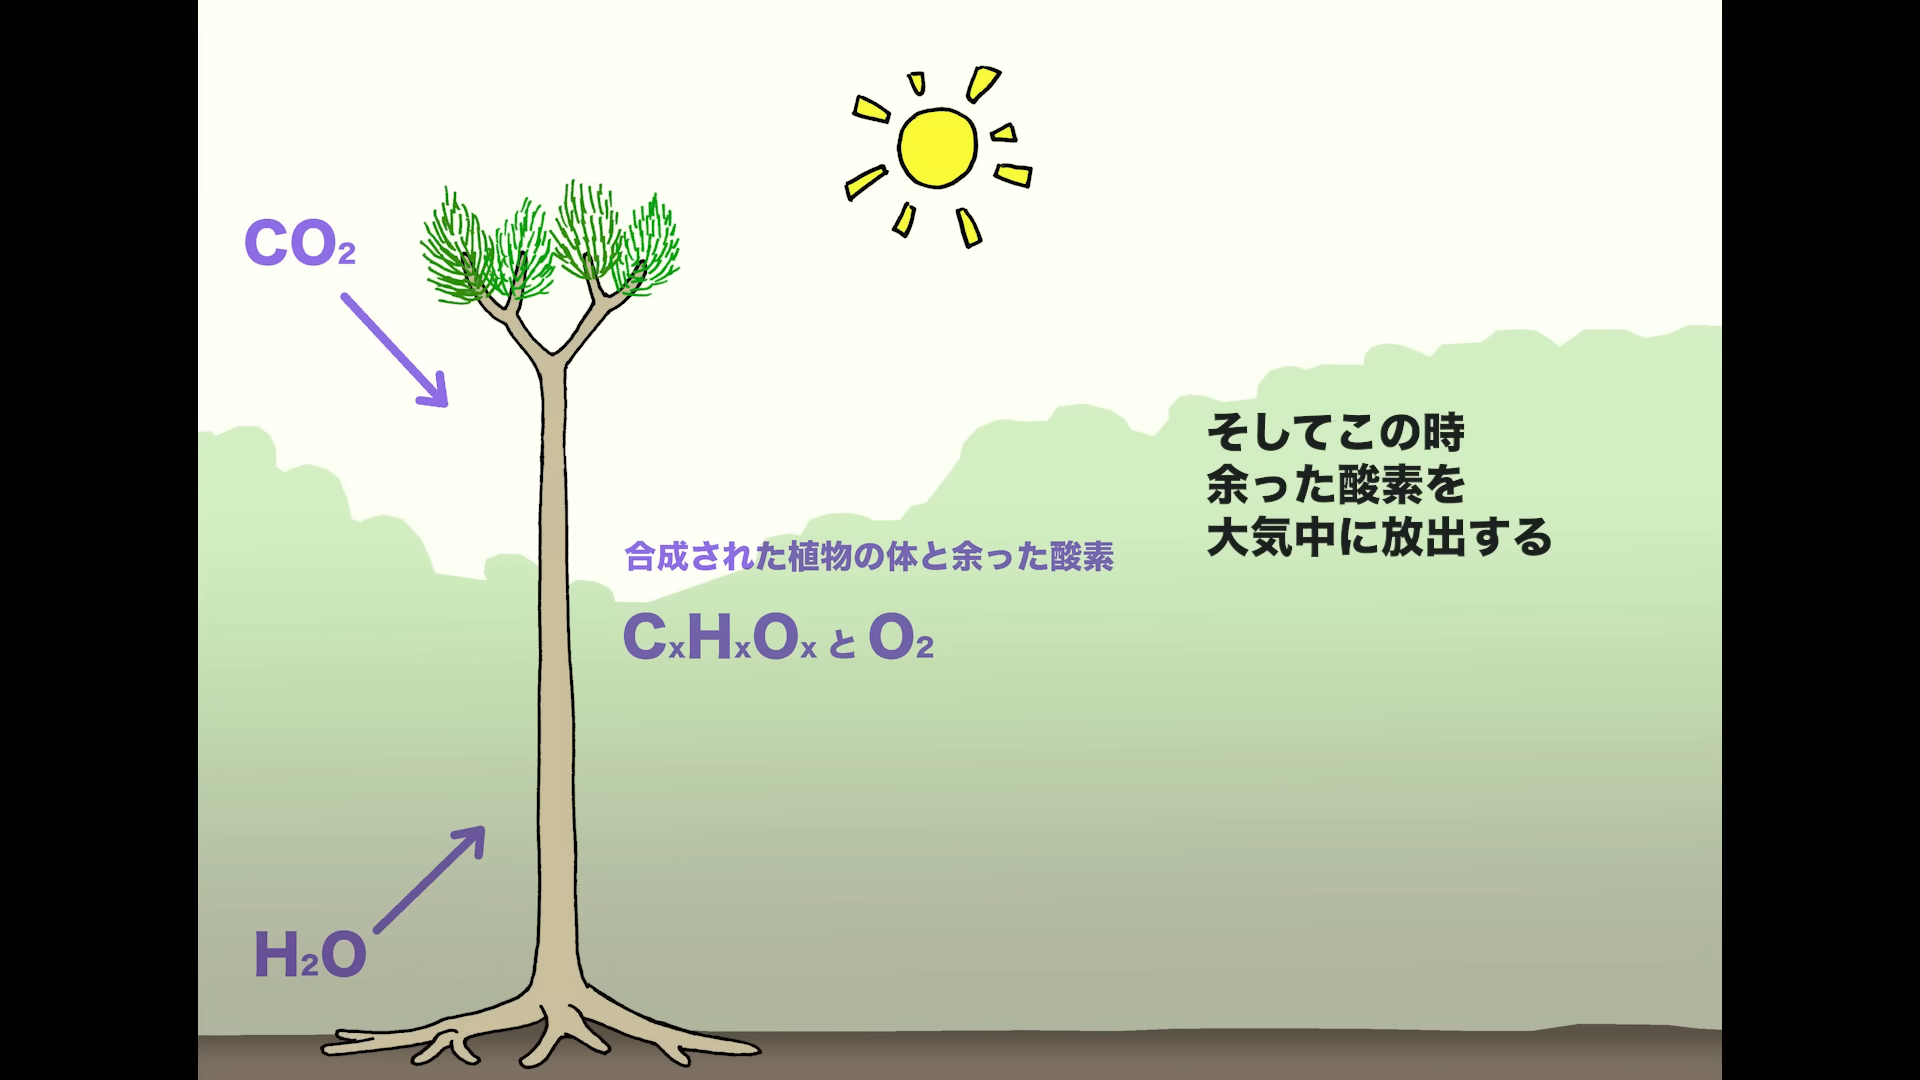 CO₂
そしてこの時
余った酸素を
大気中に放出する
合成された植物の体と余った酸素
CxHxOx と O₂
H₂O